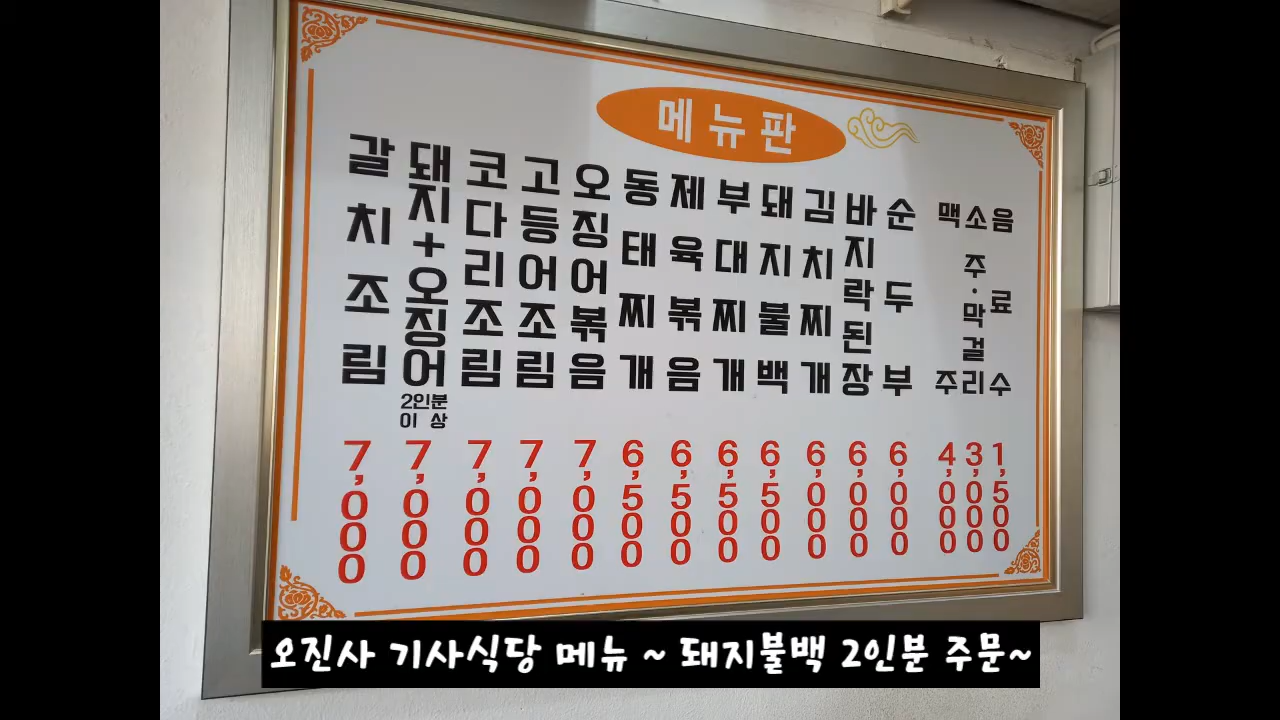 메뉴판
갈치조림 7,000
돼지+오징어 2인분 이상 7,000
코다리조림 7,000
고등어조림 7,000
오징어볶음 7,000
동태찌개 6,500
제육볶음 6,500
부대찌개 6,500
돼지불백 6,500
김치찌개 6,000
바지락된장 6,000
순두부 6,000
맥주 4,000
소주·막걸리 3,000
음료수 1,500
오진사 기사식당 메뉴 ~ 돼지불백 2인분 주문~